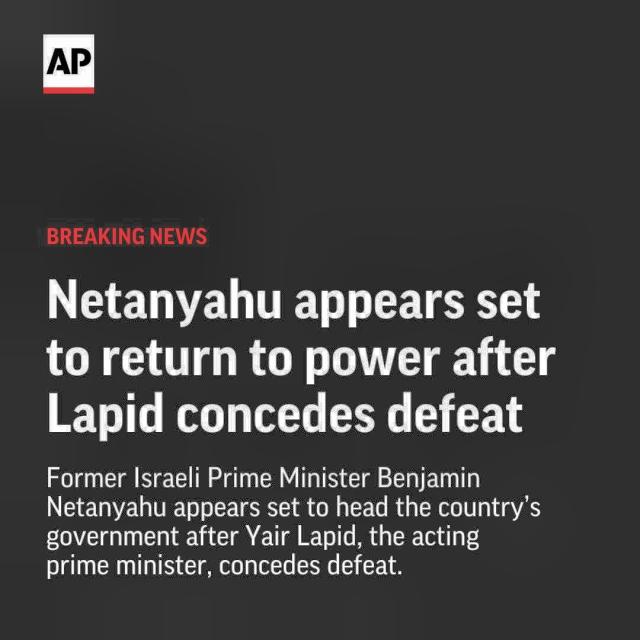 AP
BREAKING NEWS
Netanyahu appears set
to return to power after
Lapid concedes defeat
Former Israeli Prime Minister Benjamin
Netanyahu appears set to head the country's
government after Yair Lapid, the acting
prime minister, concedes defeat.